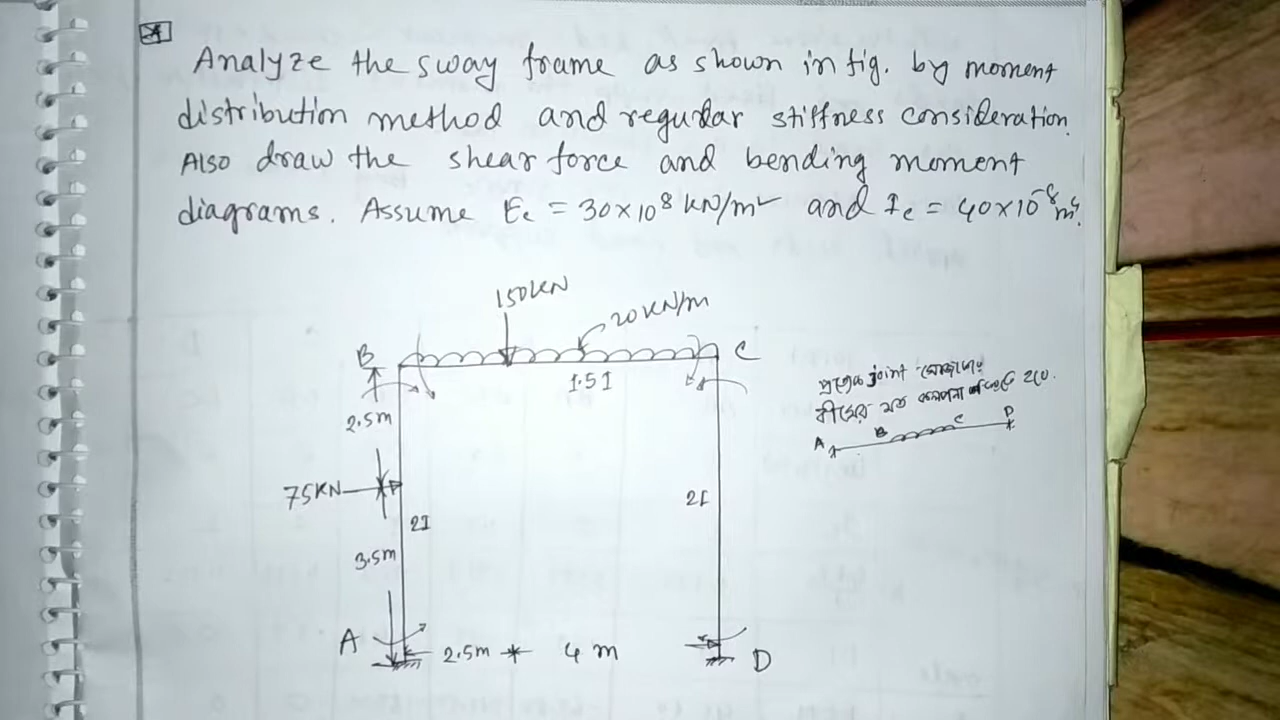 Analyze the sway frame as shown in fig. by moment
distribution method and regular stiffness consideration.
Also draw the shear force and bending moment
diagrams. Assume Ec = 30×10⁸ kN/m² and Ic = 40×10⁻⁸ m⁴.
150kN
20 kN/m
B
C
1.5I
2.5m
75KN
2I
2I
3.5m
A
2.5m
4 m
D
joint
A
B
C
D